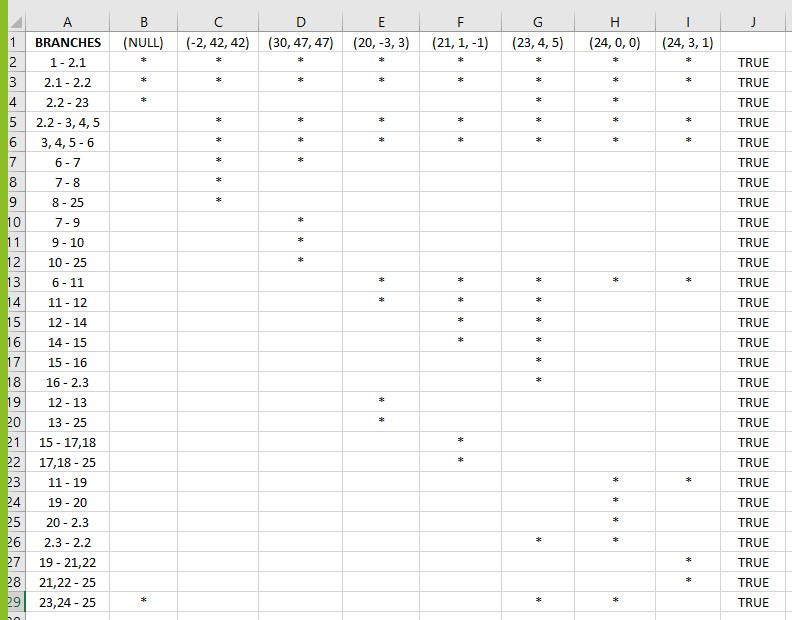 A B C D E F G H I J
1 BRANCHES (NULL) (-2, 42, 42) (30, 47, 47) (20, -3, 3) (21, 1, -1) (23, 4, 5) (24, 0, 0) (24, 3, 1)
2 1 - 2.1 * * * * * * * * TRUE
3 2.1 - 2.2 * * * * * * * * TRUE
4 2.2 - 23 * * * TRUE
5 2.2 - 3, 4, 5 * * * * * * * TRUE
6 3, 4, 5 - 6 * * * * * * * TRUE
7 6 - 7 * * TRUE
8 7 - 8 * TRUE
9 8 - 25 * TRUE
10 7 - 9 * TRUE
11 9 - 10 * TRUE
12 10 - 25 * TRUE
13 6 - 11 * * * * * TRUE
14 11 - 12 * * * TRUE
15 12 - 14 * * TRUE
16 14 - 15 * * TRUE
17 15 - 16 * TRUE
18 16 - 2.3 * TRUE
19 12 - 13 * TRUE
20 13 - 25 * TRUE
21 15 - 17,18 * TRUE
22 17,18 - 25 * TRUE
23 11 - 19 * * TRUE
24 19 - 20 * TRUE
25 20 - 2.3 * TRUE
26 2.3 - 2.2 * * TRUE
27 19 - 21,22 * TRUE
28 21,22 - 25 * TRUE
29 23,24 - 25 * * * TRUE